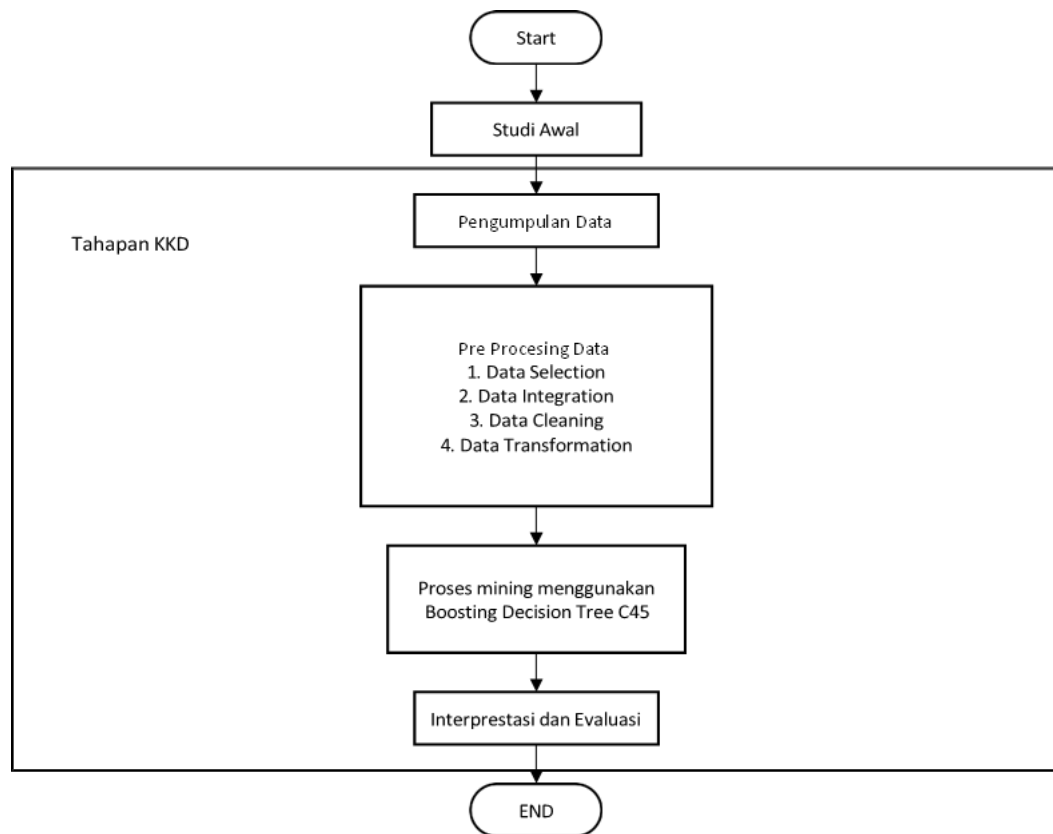 Start
Studi Awal
Pengumpulan Data
Tahapan KKD
Pre Procesing Data
1. Data Selection
2. Data Integration
3. Data Cleaning
4. Data Transformation
Proses mining menggunakan
Boosting Decision Tree C45
Interprestasi dan Evaluasi
END